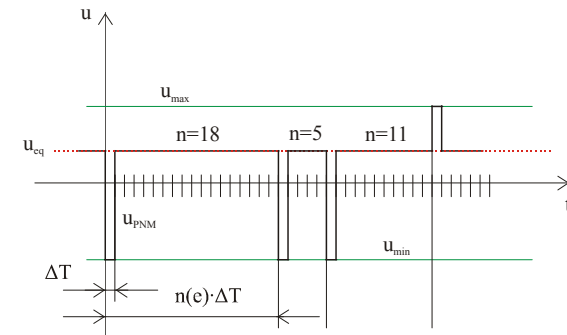 u
u_max
n=18 n=5 n=11
u_eq
t
u_PNM
u_min
ΔT
n(e)·ΔT